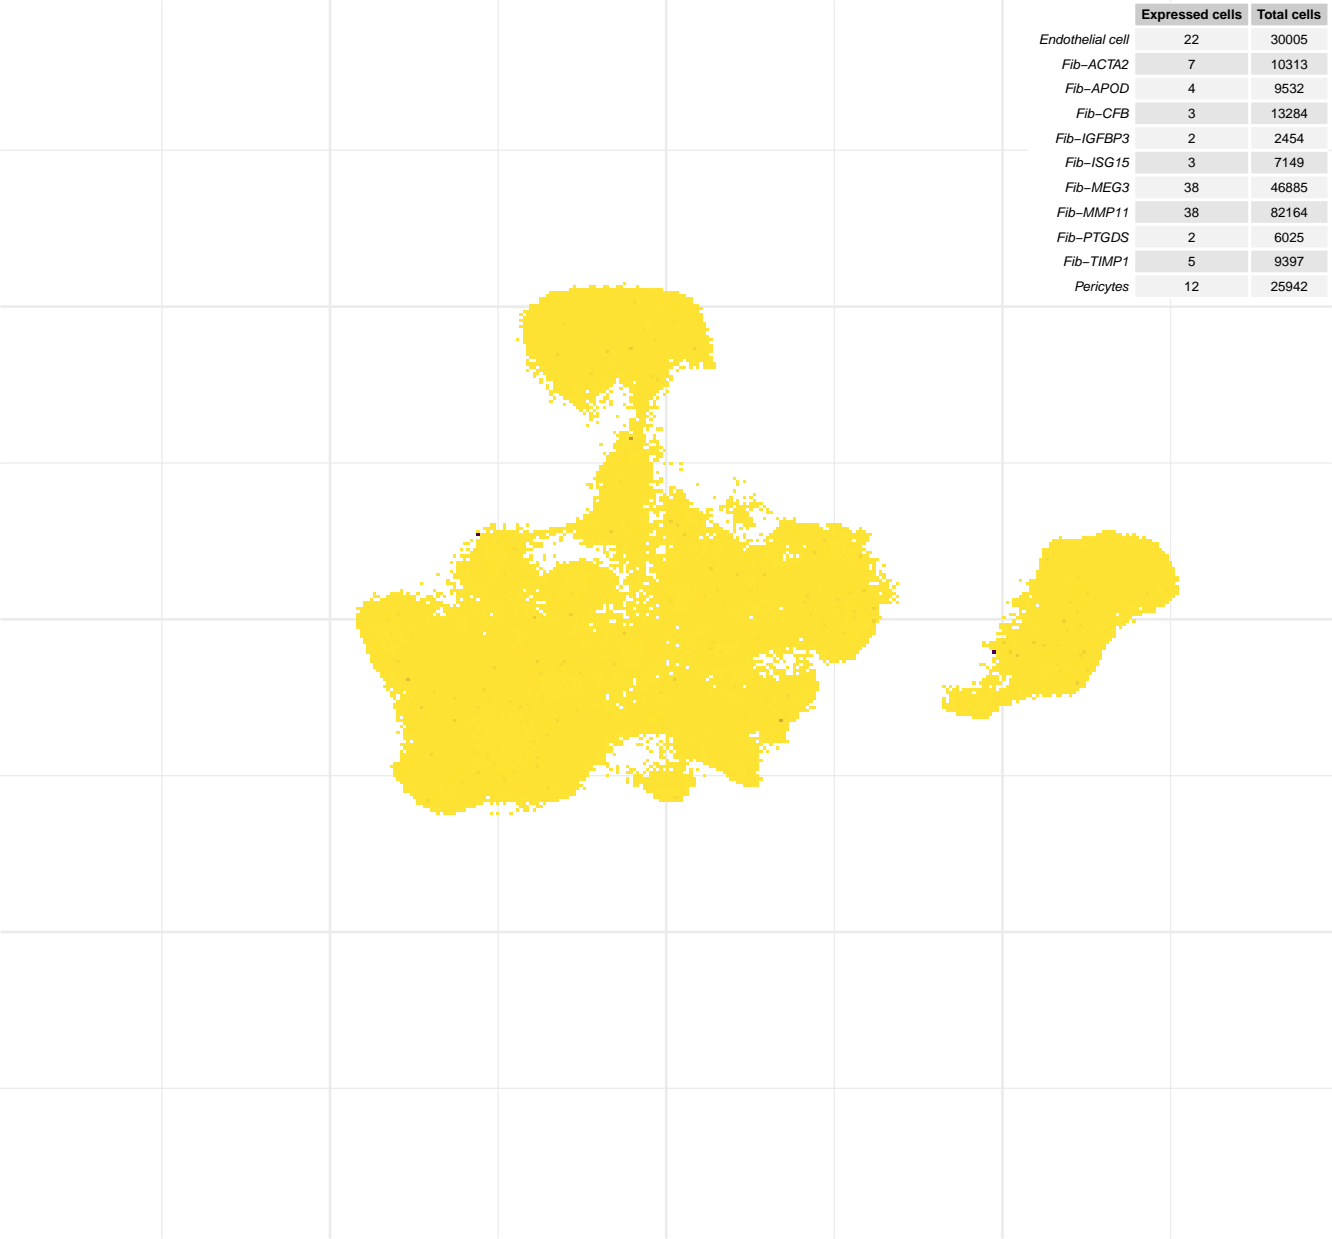 Expressed cells Total cells
Endothelial cell 22 30005
Fib−ACTA2 7 10313
Fib−APOD 4 9532
Fib−CFB 3 13284
Fib−IGFBP3 2 2454
Fib−ISG15 3 7149
Fib−MEG3 38 46885
Fib−MMP11 38 82164
Fib−PTGDS 2 6025
Fib−TIMP1 5 9397
Pericytes 12 25942